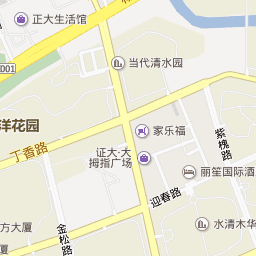 正大生活馆
001
当代清水园
洋花园
丁香路
家乐福
紫槐路
证大·大
拇指广场
丽笙国际酒
迎春路
方大厦
金松路
水清木华